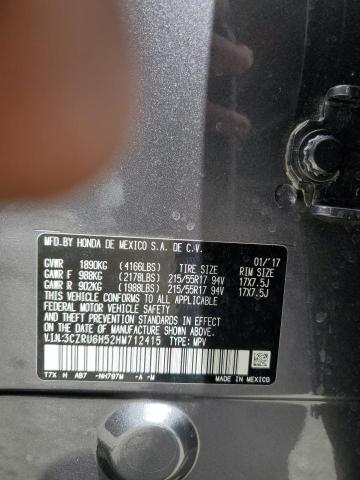 MFD.BY HONDA DE MEXICO S.A. DE C.V.
01/'17
GVWR 1890KG (4166LBS) TIRE SIZE RIM SIZE
GAWR F 988KG (2178LBS) 215/55R17 94V 17X7.5J
GAWR R 902KG (1988LBS) 215/55R17 94V 17X7.5J
THIS VEHICLE CONFORMS TO ALL APPLICABLE
FEDERAL MOTOR VEHICLE SAFETY AND
THEFT PREVENTION STANDARDS IN EFFECT ON
THE DATE OF MANUFACTURE SHOWN ABOVE.
V.I.N:3CZRU6H52HM712415 TYPE: MPV
T7X H AB7 -NH797M -A -M
MADE IN MEXICO